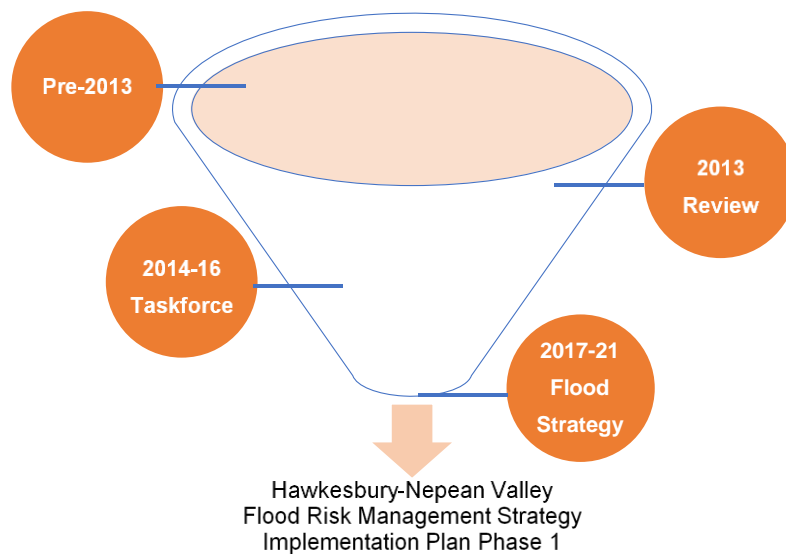 Pre-2013
2013
Review
2014-16
Taskforce
2017-21
Flood
Strategy
Hawkesbury-Nepean Valley
Flood Risk Management Strategy
Implementation Plan Phase 1